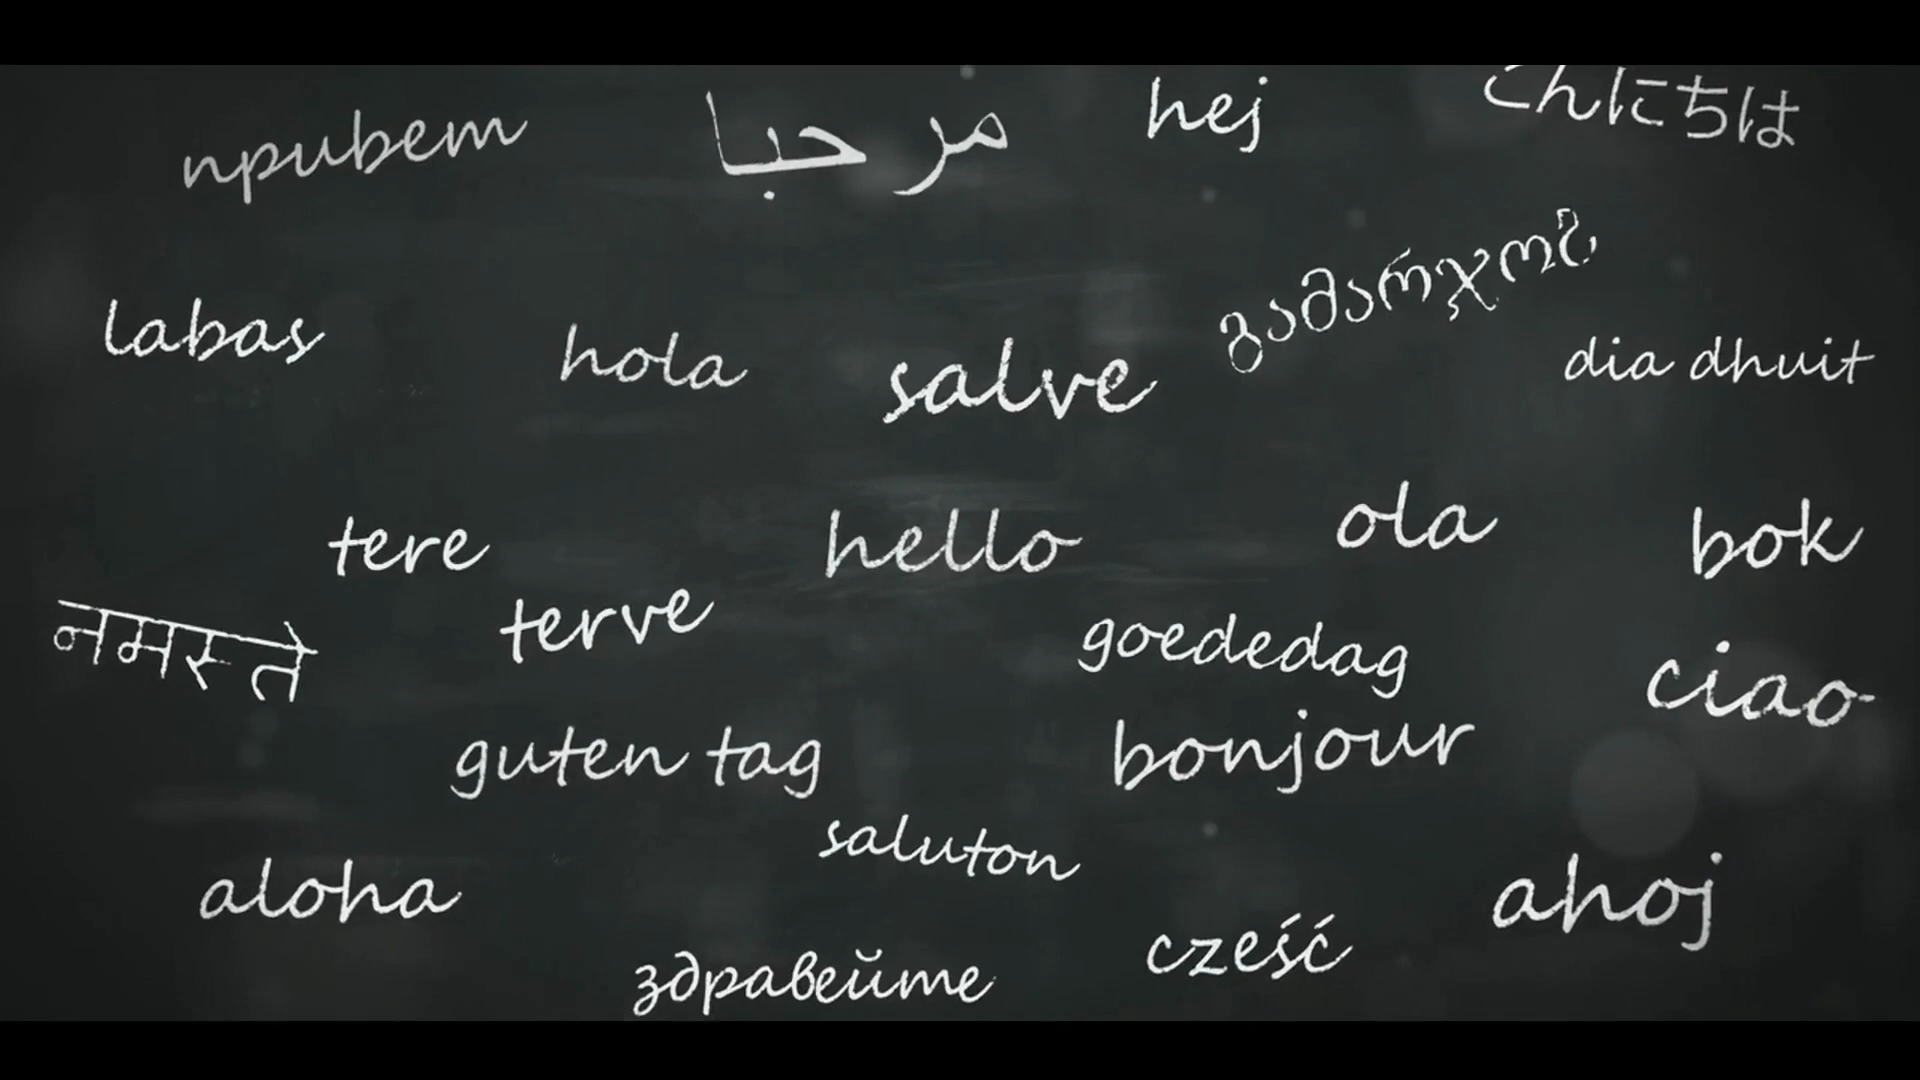 привет
مرحبا
hej
こんにちは
labas
hola
salve
გამარჯობ
dia dhuit
tere
hello
ola
bok
नमस्ते
terve
goededag
ciao
guten tag
bonjour
saluton
aloha
ahoj
здравейте
cześć